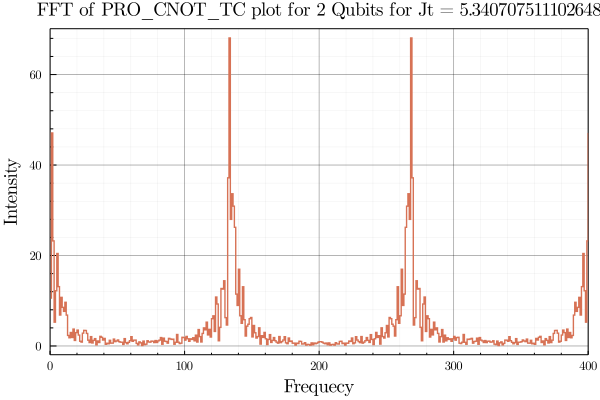 FFT of PRO_CNOT_TC plot for 2 Qubits for Jt = 5.340707511102648
60
40
20
0
Intensity
0 100 200 300 400
Frequecy